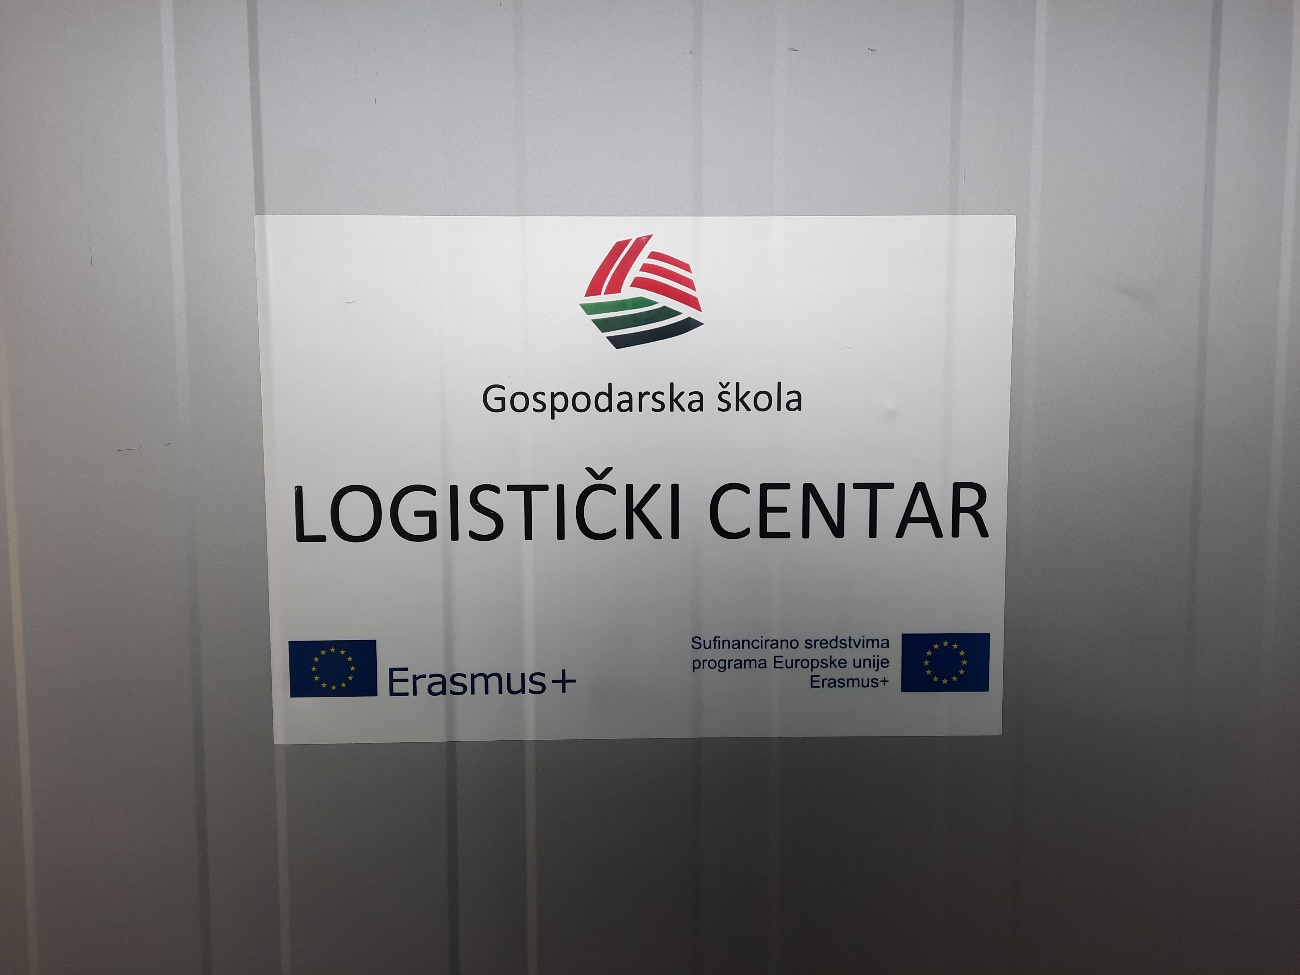 Gospodarska škola
LOGISTIČKI CENTAR
Erasmus+
Sufinancirano sredstvima
programa Europske unije
Erasmus+